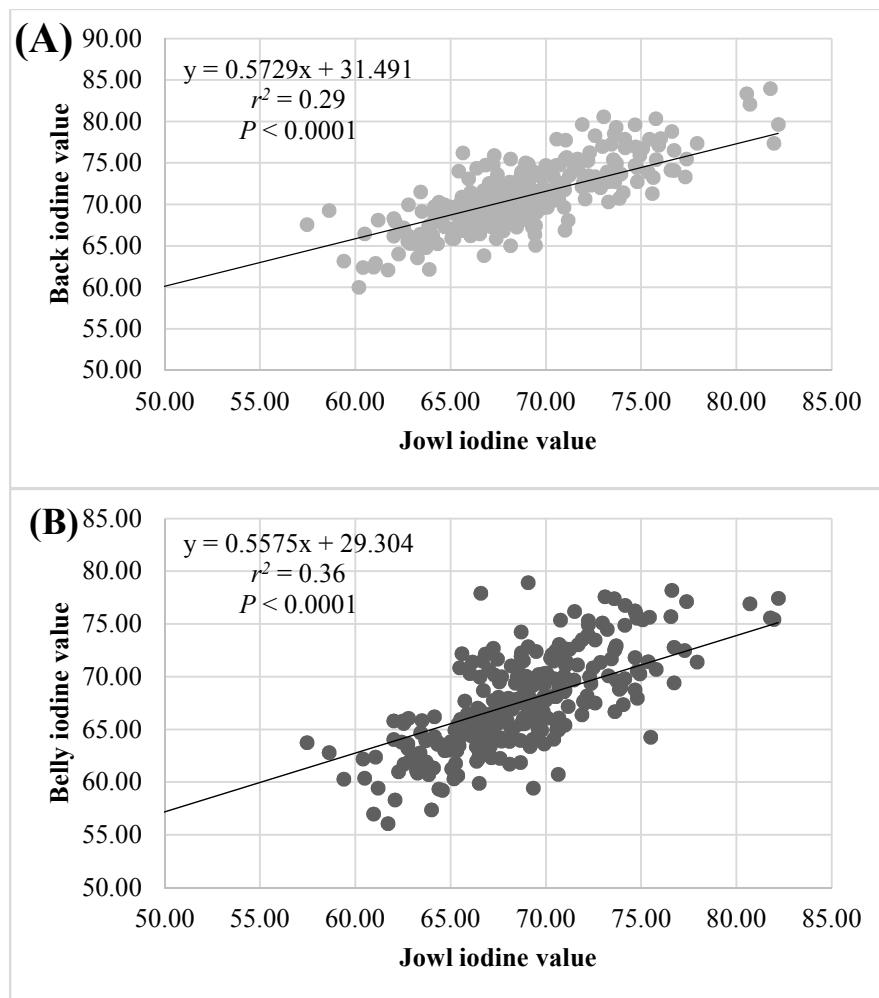 (A)
90.00
85.00
80.00
75.00
70.00
65.00
60.00
55.00
50.00
Back iodine value
y = 0.5729x + 31.491
r² = 0.29
P < 0.0001
50.00 55.00 60.00 65.00 70.00 75.00 80.00 85.00
Jowl iodine value
(B)
85.00
80.00
75.00
70.00
65.00
60.00
55.00
50.00
Belly iodine value
y = 0.5575x + 29.304
r² = 0.36
P < 0.0001
50.00 55.00 60.00 65.00 70.00 75.00 80.00 85.00
Jowl iodine value